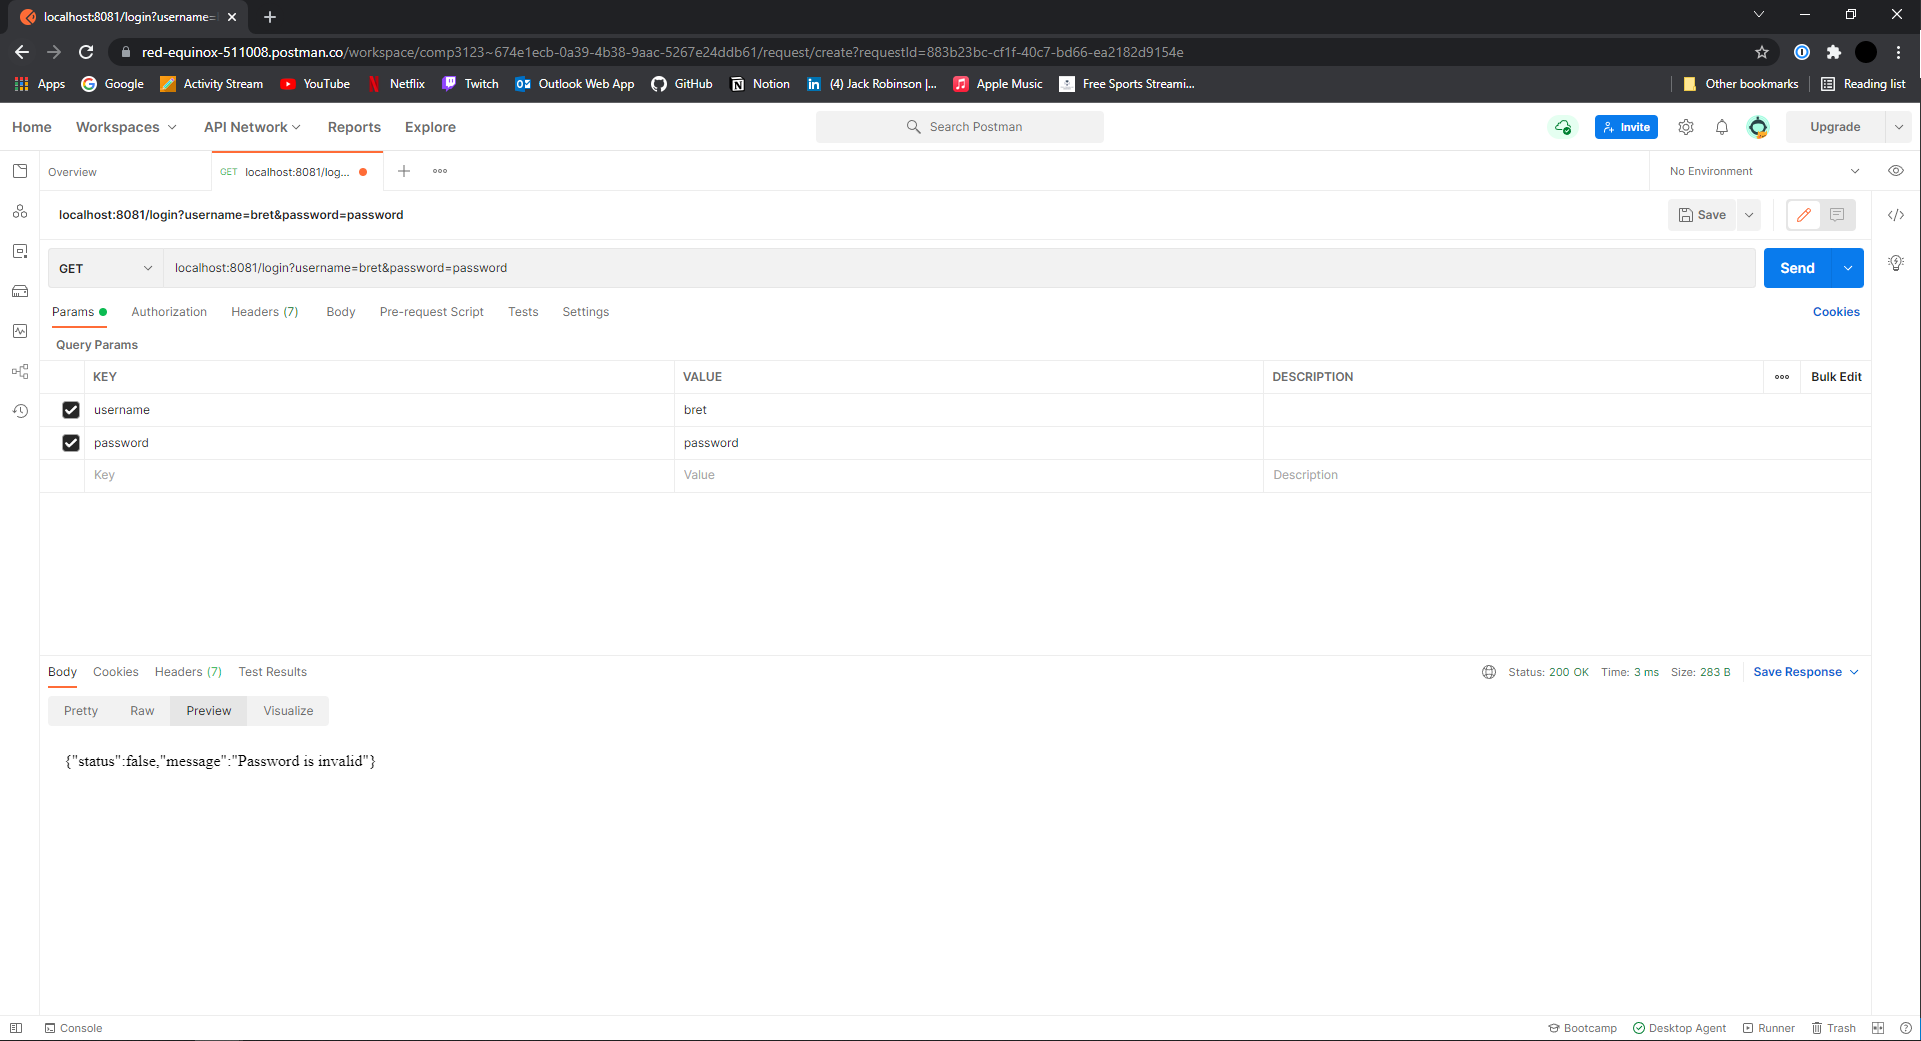 localhost:8081/login?username=
red-equinox-511008.postman.co/workspace/comp3123~674e1ecb-0a39-4b38-9aac-5267e24ddb61/request/create?requestId=883b23bc-cf1f-40c7-bd66-ea2182d9154e
Apps Google Activity Stream YouTube Netflix Twitch Outlook Web App GitHub Notion (4) Jack Robinson |... Apple Music Free Sports Streami... Other bookmarks Reading list
Home Workspaces API Network Reports Explore Search Postman Invite Upgrade
Overview GET localhost:8081/log... No Environment
localhost:8081/login?username=bret&password=password Save
GET localhost:8081/login?username=bret&password=password Send
Params Authorization Headers (7) Body Pre-request Script Tests Settings Cookies
Query Params
KEY VALUE DESCRIPTION Bulk Edit
username bret
password password
Key Value Description
Body Cookies Headers (7) Test Results Status: 200 OK Time: 3 ms Size: 283 B Save Response
Pretty Raw Preview Visualize
{"status":false,"message":"Password is invalid"}
Console Bootcamp Desktop Agent Runner Trash